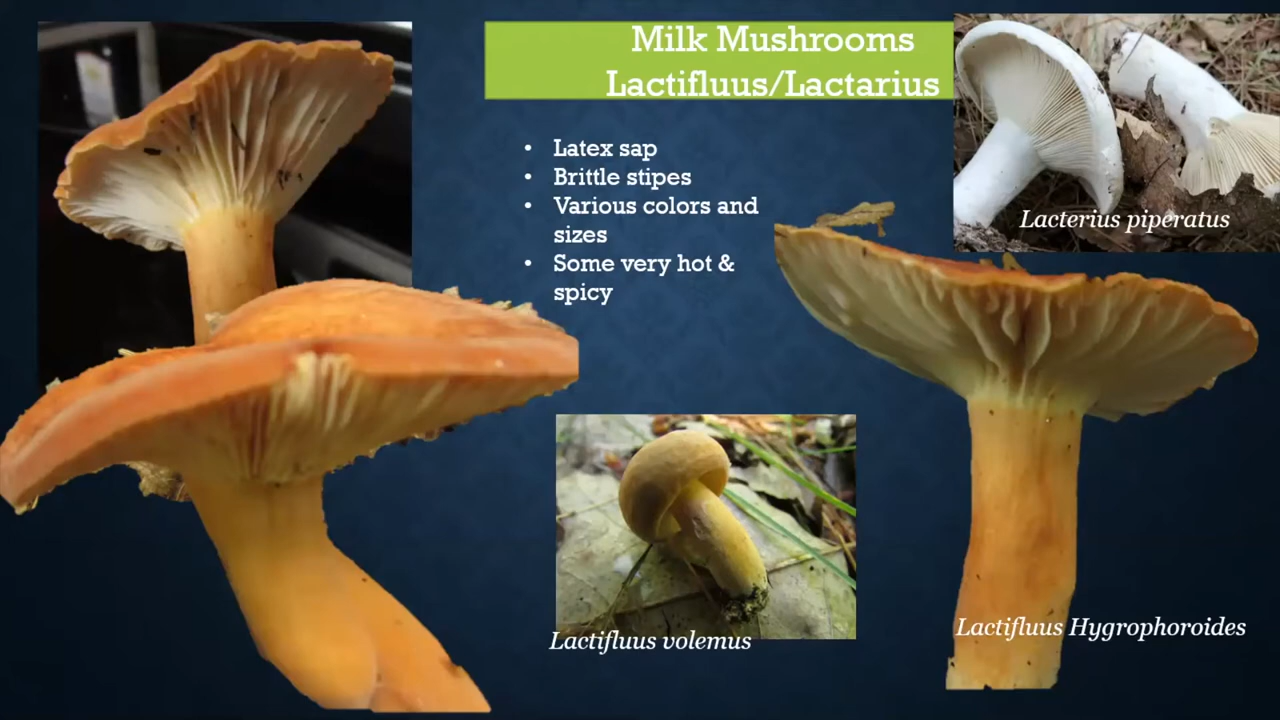 Milk Mushrooms
Lactifluus/Lactarius
• Latex sap
• Brittle stipes
• Various colors and
sizes
• Some very hot &
spicy
Lacterius piperatus
Lactifluus volemus
Lactifluus Hygrophoroides